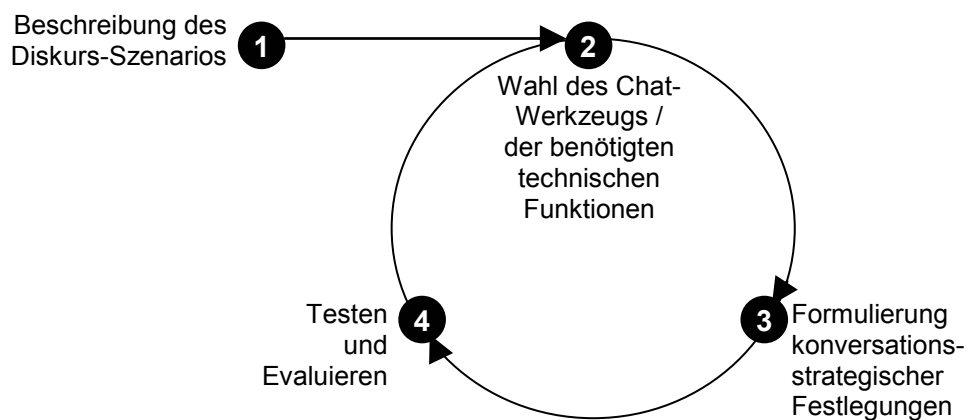 Beschreibung des
Diskurs-Szenarios
1
2
Wahl des Chat-
Werkzeugs /
der benötigten
technischen
Funktionen
3
Formulierung
konversations-
strategischer
Festlegungen
4
Testen
und
Evaluieren